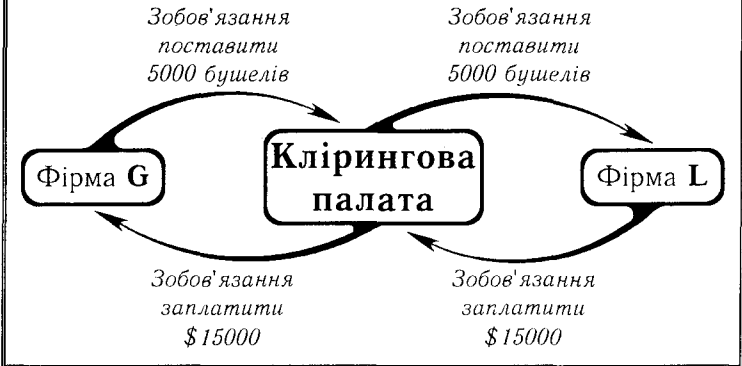 Зобов'язання
поставити
5000 бушелів
Зобов'язання
поставити
5000 бушелів
Фірма G
Клірингова
палата
Фірма L
Зобов'язання
заплатити
$15000
Зобов'язання
заплатити
$15000